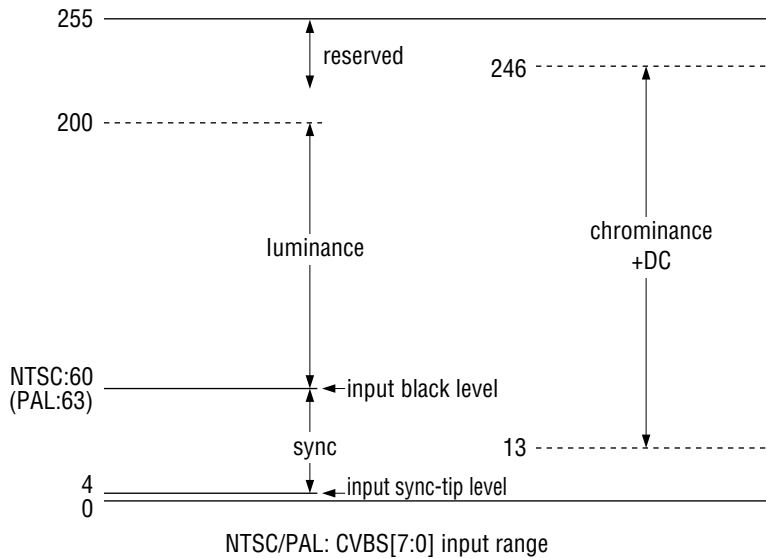 255
reserved
246
200
luminance
chrominance
+DC
NTSC:60
(PAL:63)
input black level
sync
13
4
input sync-tip level
0
NTSC/PAL: CVBS[7:0] input range